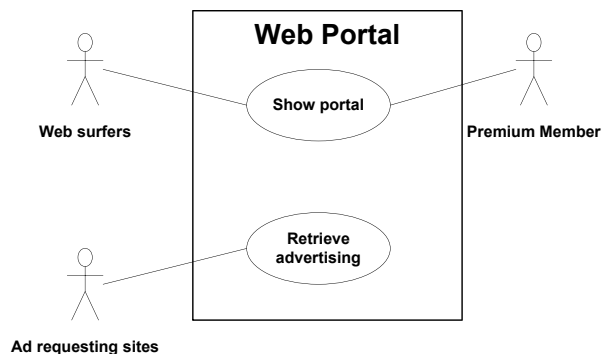 Web Portal
Show portal
Web surfers
Premium Member
Retrieve
advertising
Ad requesting sites